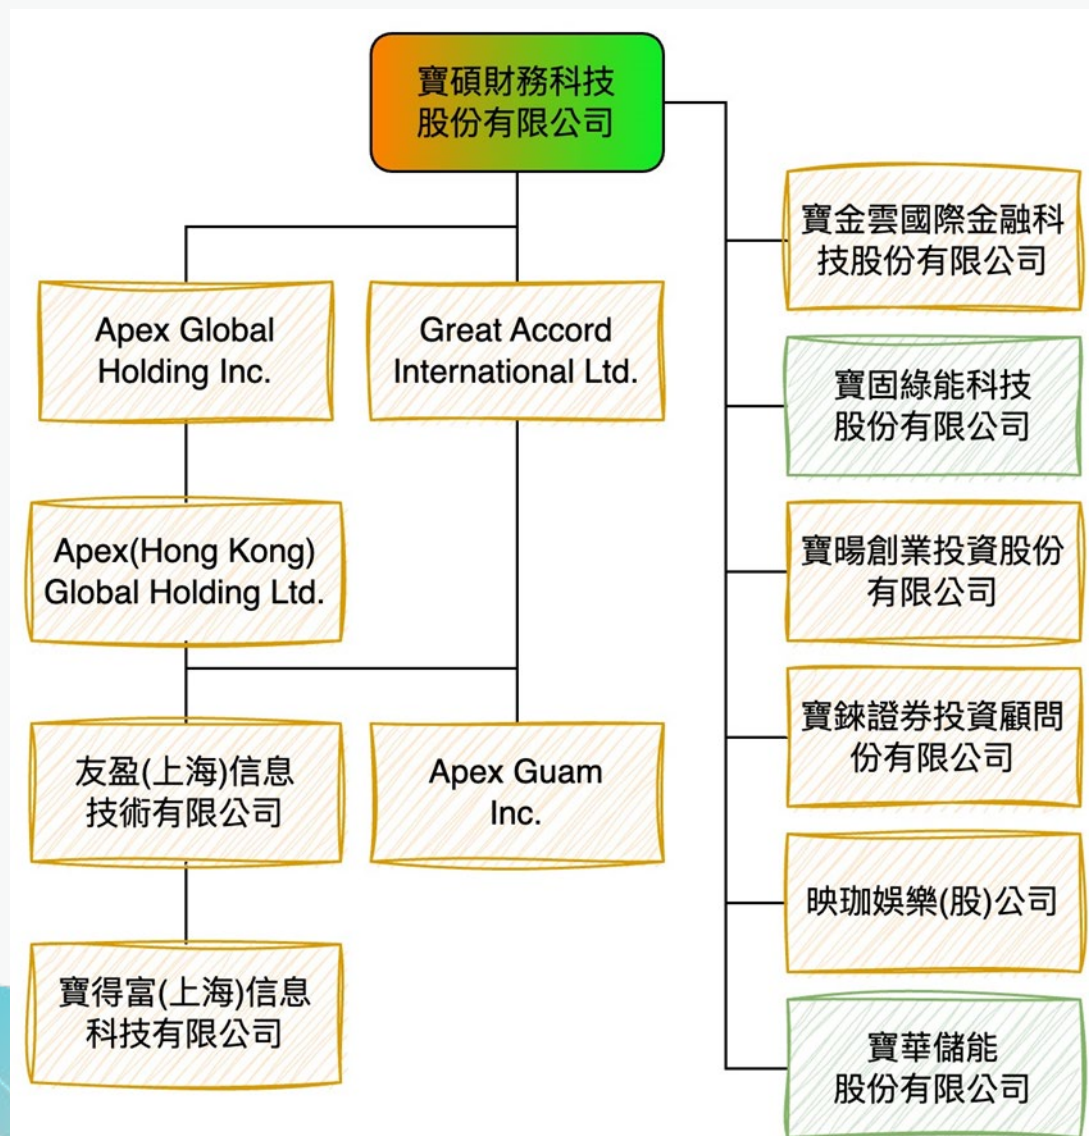 寶碩財務科技
股份有限公司
寶金雲國際金融科
技股份有限公司
Apex Global
Holding Inc.
Great Accord
International Ltd.
寶固綠能科技
股份有限公司
Apex(Hong Kong)
Global Holding Ltd.
寶暘創業投資股份
有限公司
寶錸證券投資顧問
份有限公司
友盈(上海)信息
技術有限公司
Apex Guam
Inc.
映珈娛樂(股)公司
寶得富(上海)信息
科技有限公司
寶華儲能
股份有限公司